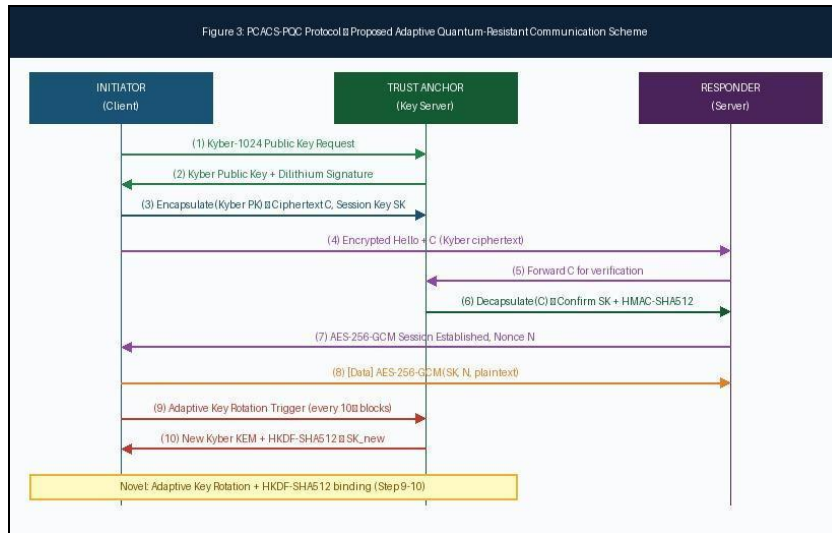 Figure 3: PCACS-PQC Protocol Proposed Adaptive Quantum-Resistant Communication Scheme
INITIATOR
(Client)
TRUST ANCHOR
(Key Server)
RESPONDER
(Server)
(1) Kyber-1024 Public Key Request
(2) Kyber Public Key + Dilithium Signature
(3) Encapsulate(Kyber PK) Ciphertext C, Session Key SK
(4) Encrypted Hello + C (Kyber ciphertext)
(5) Forward C for verification
(6) Decapsulate(C) Confirm SK + HMAC-SHA512
(7) AES-256-GCM Session Established, Nonce N
(8) [Data] AES-256-GCM(SK, N, plaintext)
(9) Adaptive Key Rotation Trigger (every 10 blocks)
(10) New Kyber KEM + HKDF-SHA512 SK_new
Novel: Adaptive Key Rotation + HKDF-SHA512 binding (Step 9-10)